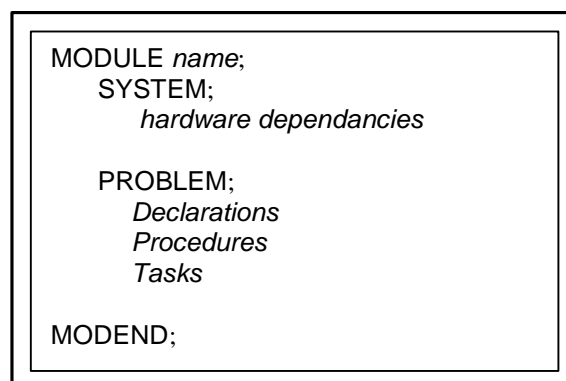 MODULE name;
SYSTEM;
hardware dependancies
PROBLEM;
Declarations
Procedures
Tasks
MODEND;